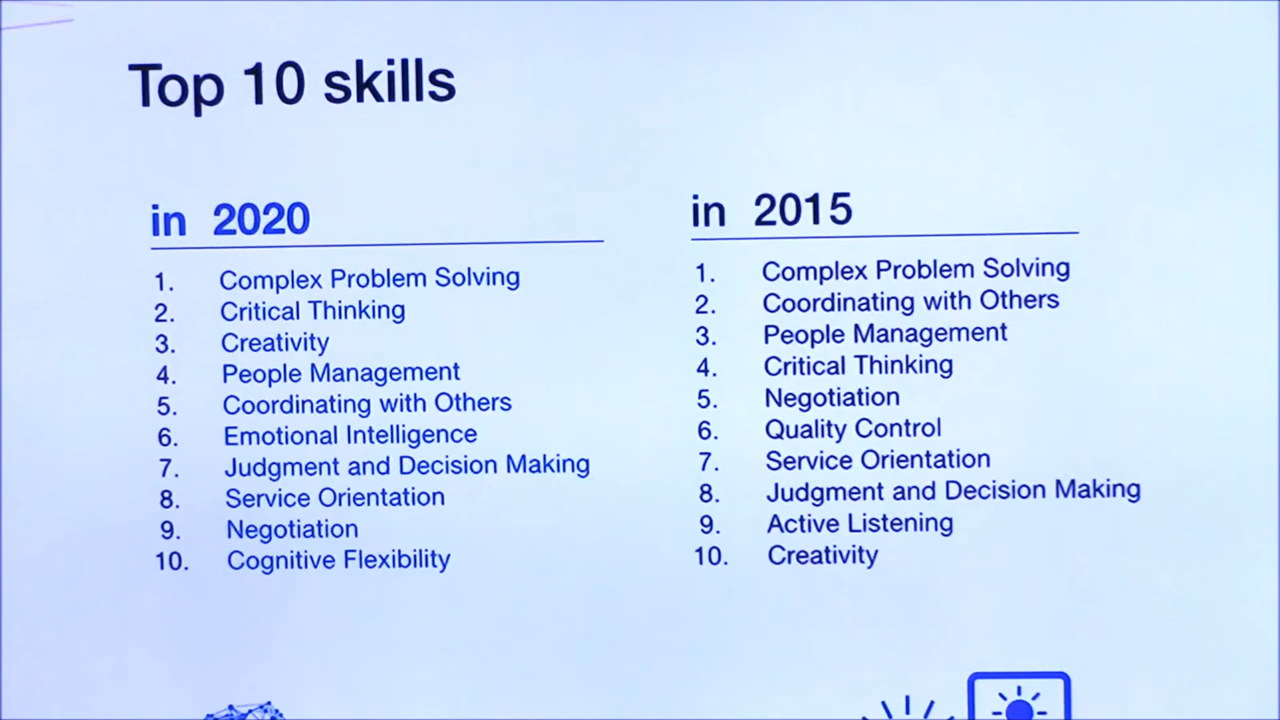 Top 10 skills
in 2020
1. Complex Problem Solving
2. Critical Thinking
3. Creativity
4. People Management
5. Coordinating with Others
6. Emotional Intelligence
7. Judgment and Decision Making
8. Service Orientation
9. Negotiation
10. Cognitive Flexibility
in 2015
1. Complex Problem Solving
2. Coordinating with Others
3. People Management
4. Critical Thinking
5. Negotiation
6. Quality Control
7. Service Orientation
8. Judgment and Decision Making
9. Active Listening
10. Creativity